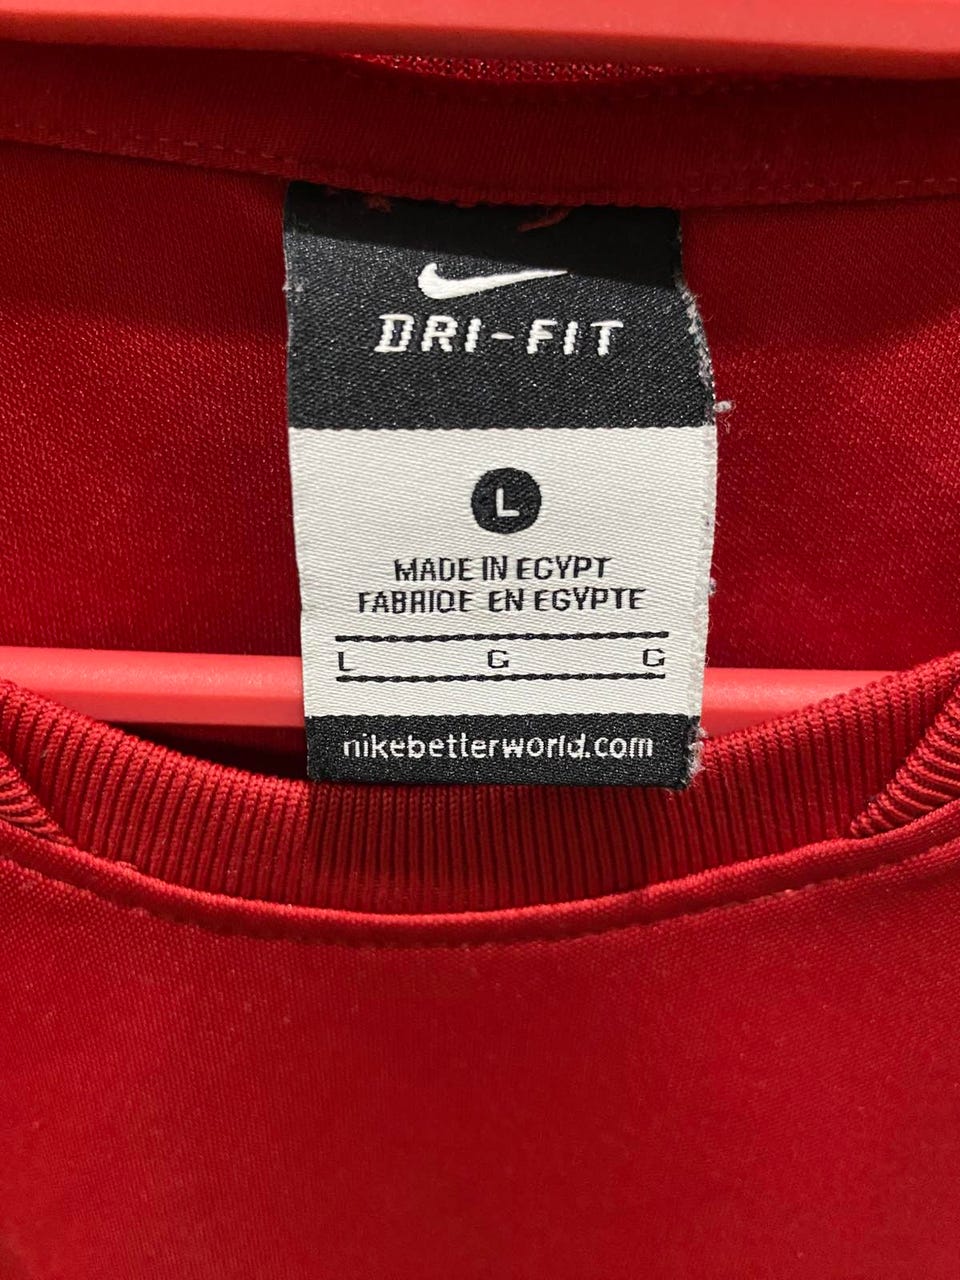 DRI-FIT
L
MADE IN EGYPT
FABRIQE EN EGYPTE
L G G
nikebetterworld.com